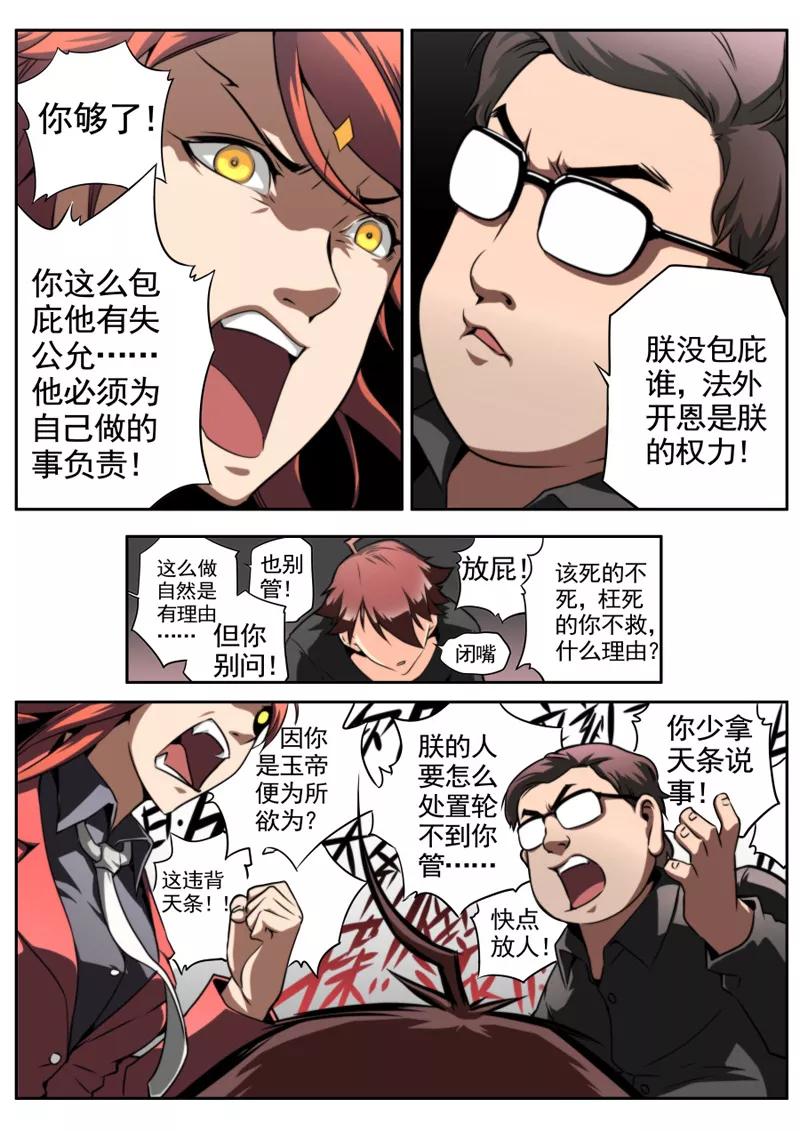 你够了！
你这么包
庇他有失
公允……
他必须为
自己做的
事负责！
朕没包庇
谁，法外
开恩是朕
的权力！
这么做
自然是
有理由
……
也别
管！
但你
别问！
放屁！
闭嘴
该死的不
死，枉死
的你不救，
什么理由？
因你
是玉帝
便为所
欲为？
这违背
天条！！
朕的人
要怎么
处置轮
不到你
管……
你少拿
天条说
事！
快点
放人！